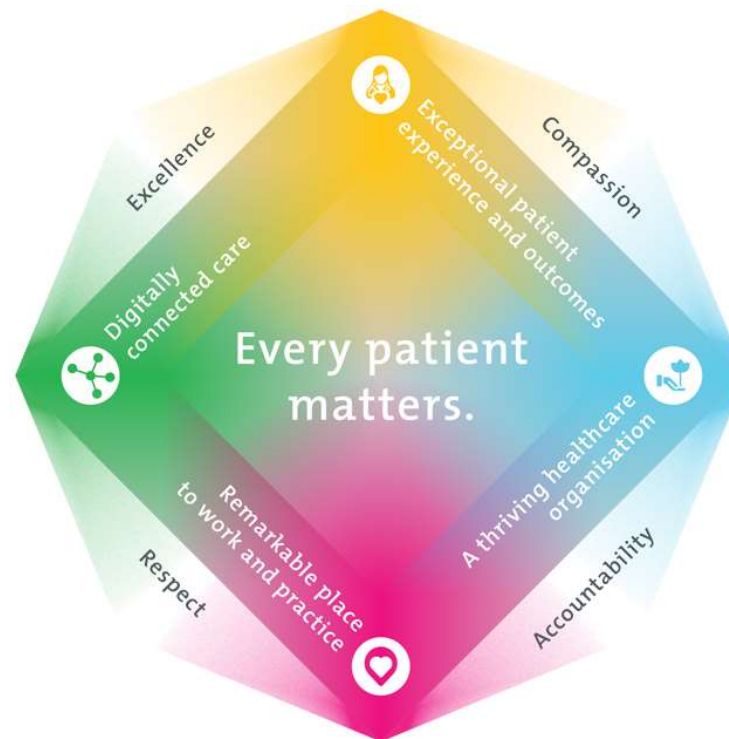 Excellence
Compassion
Exceptional patient
experience and outcomes
Digitally
connected care
Every patient
matters.
Remarkable place
to work and practice
A thriving healthcare
organisation
Respect
Accountability